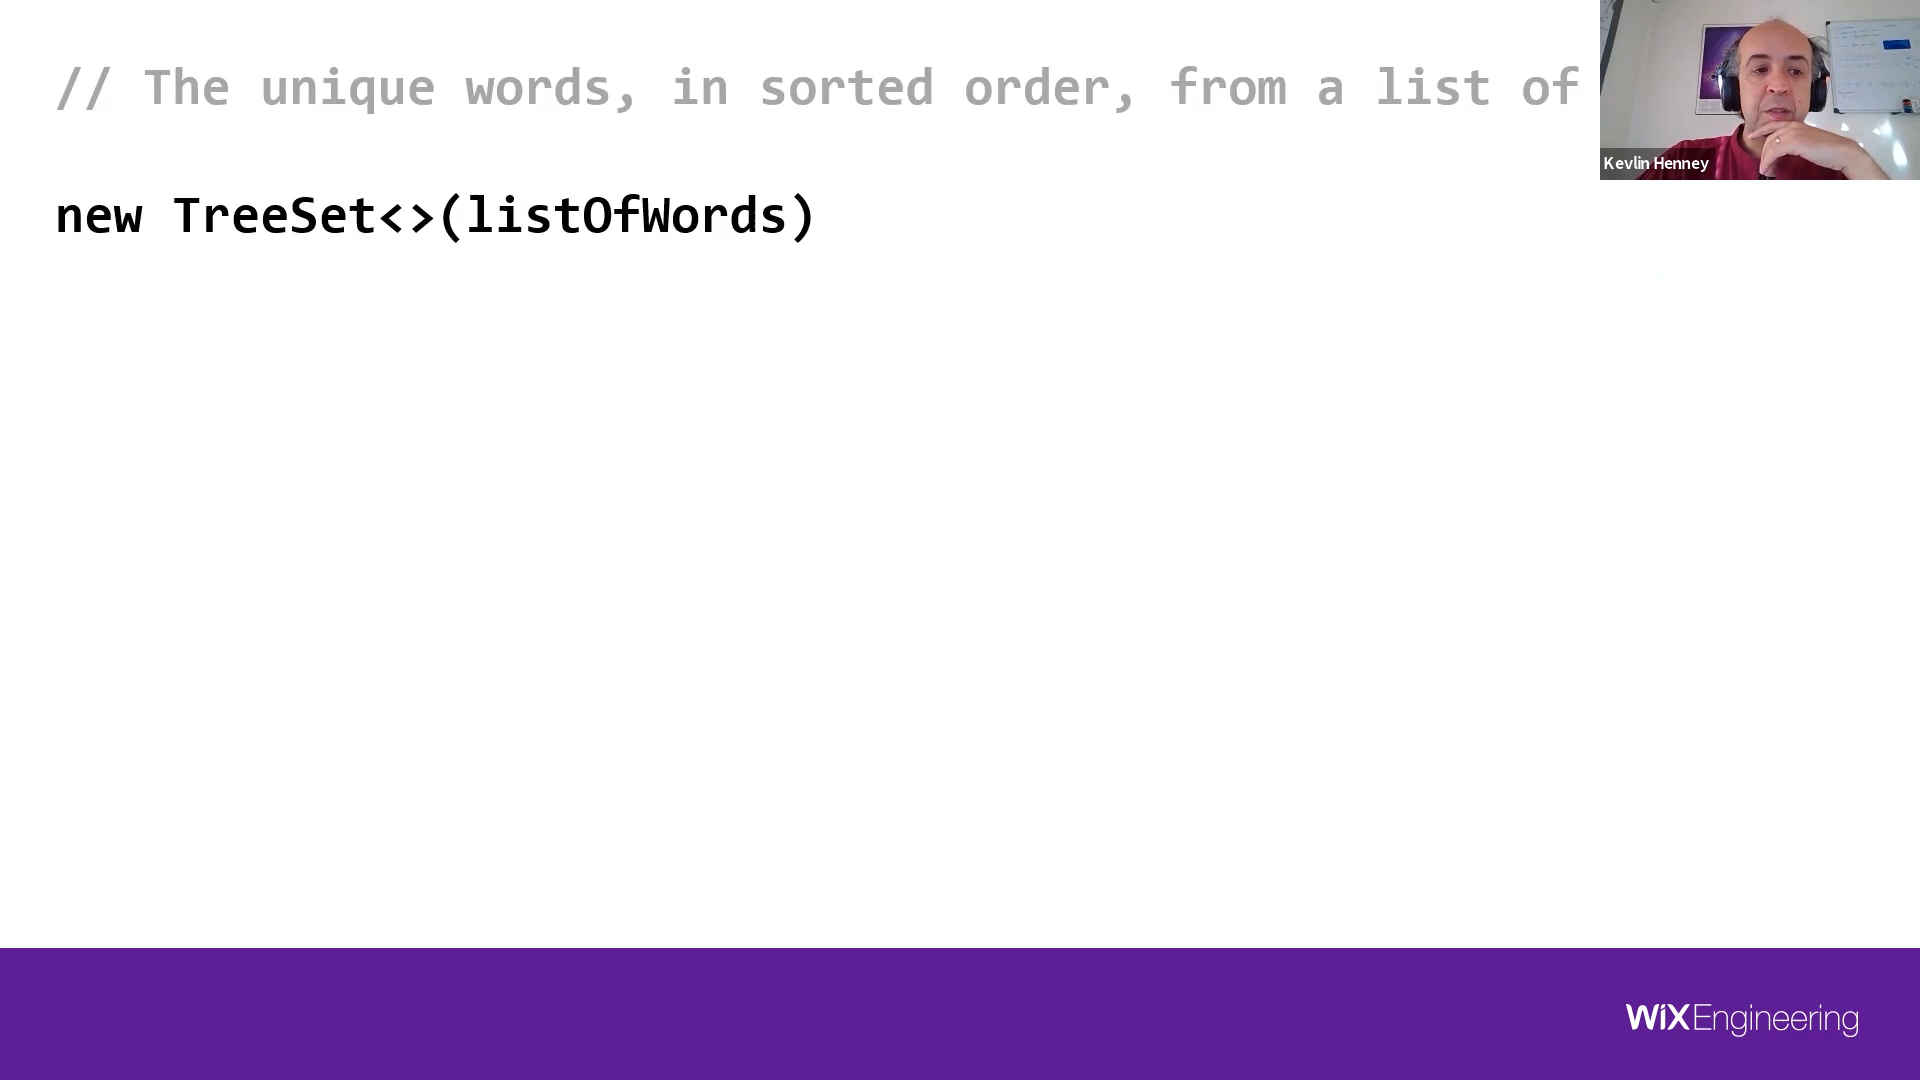 // The unique words, in sorted order, from a list of
Kevlin Henney
new TreeSet<>(listOfWords)
WiX Engineering